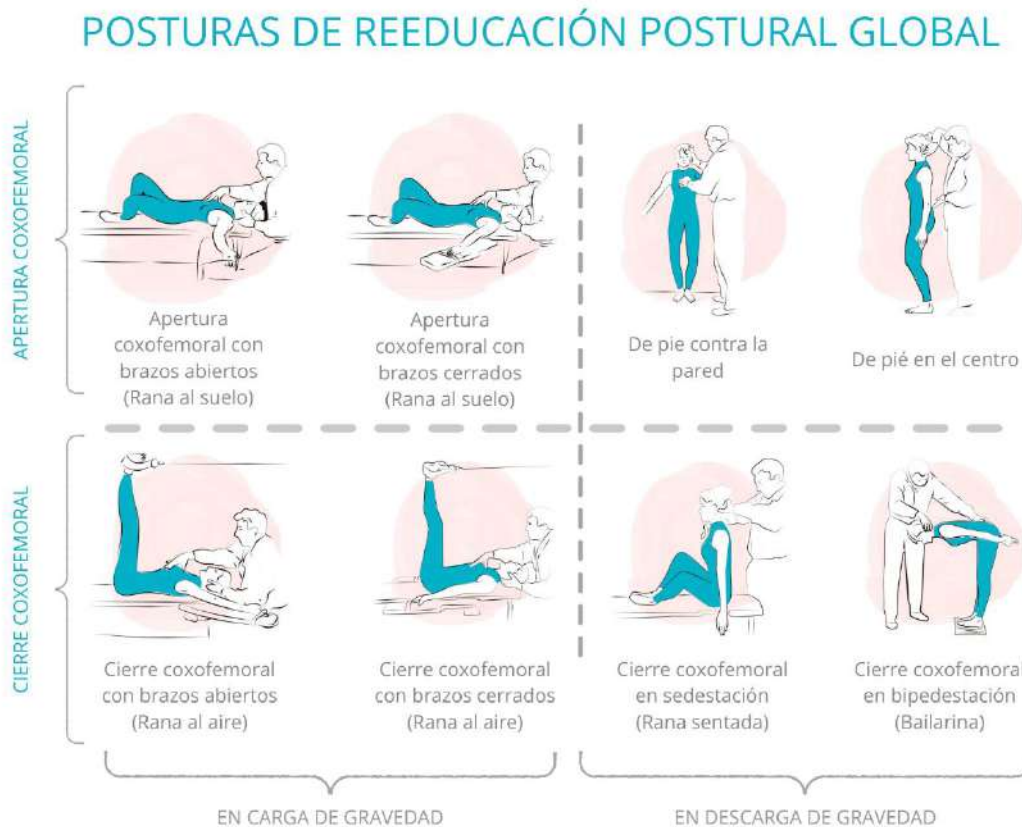 POSTURAS DE REEDUCACIÓN POSTURAL GLOBAL
APERTURA COXOFEMORAL
Apertura
coxofemoral con
brazos abiertos
(Rana al suelo)
Apertura
coxofemoral con
brazos cerrados
(Rana al suelo)
De pie contra la
pared
De pié en el centro
CIERRE COXOFEMORAL
Cierre coxofemoral
con brazos abiertos
(Rana al aire)
Cierre coxofemoral
con brazos cerrados
(Rana al aire)
Cierre coxofemoral
en sedestación
(Rana sentada)
Cierre coxofemoral
en bipedestación
(Bailarina)
EN CARGA DE GRAVEDAD
EN DESCARGA DE GRAVEDAD